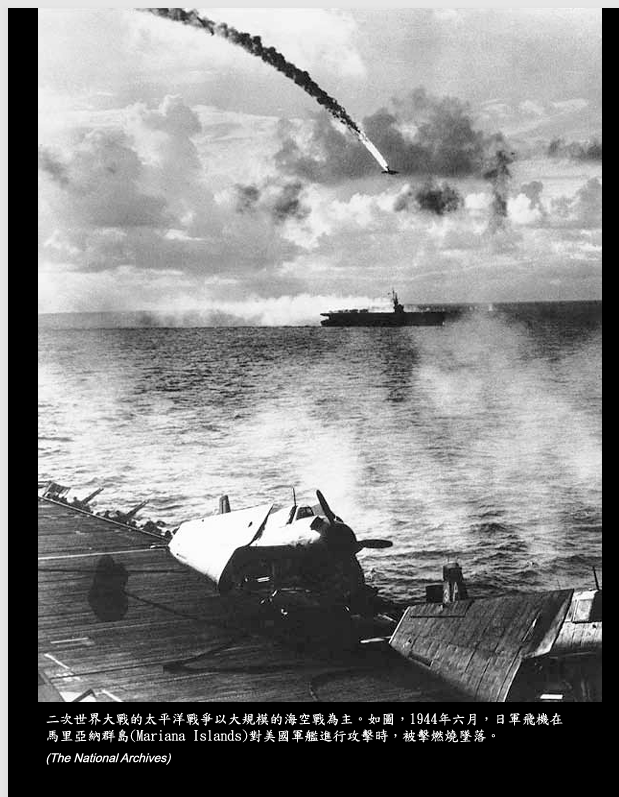 二次世界大戰的太平洋戰爭以大規模的海空戰為主。如圖，1944年六月，日軍飛機在
馬里亞納群島(Mariana Islands)對美國軍艦進行攻擊時，被擊燃燒墜落。
(The National Archives)